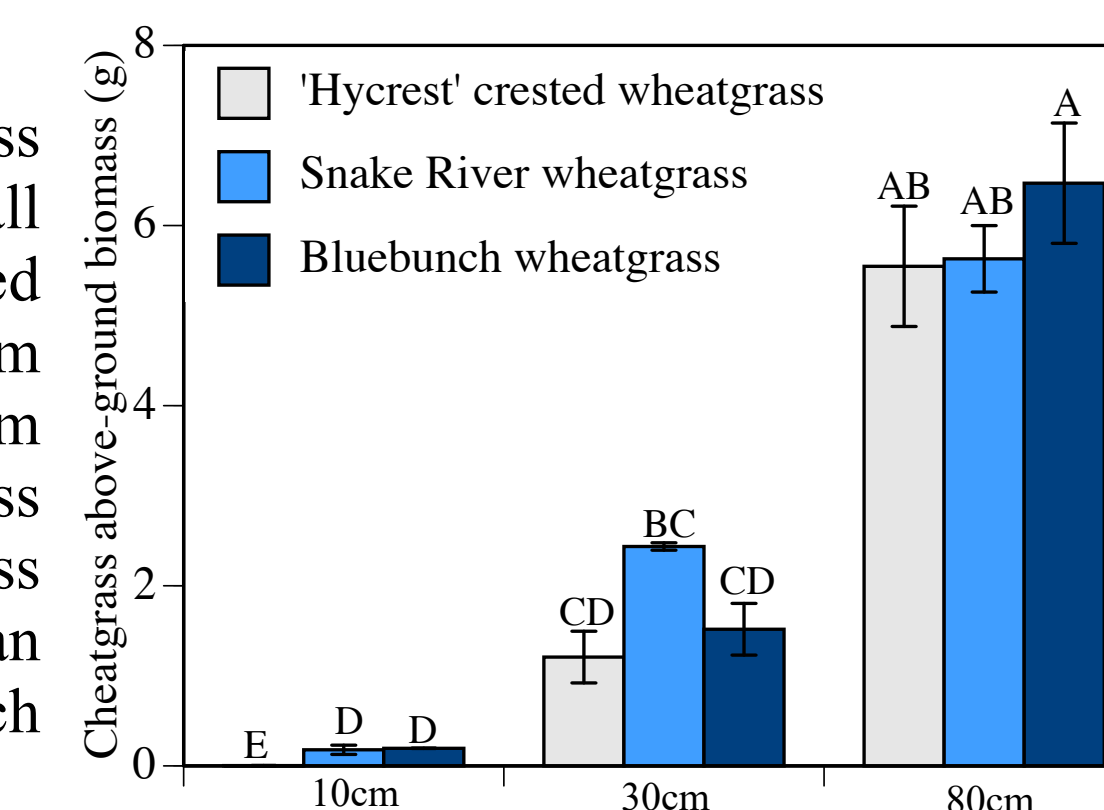 ss
all
ed
m
m
ss
ss
an
ch
Cheatgrass above-ground biomass (g)
8
6
4
2
0
'Hycrest' crested wheatgrass
Snake River wheatgrass
Bluebunch wheatgrass
E
D
D
CD
BC
CD
AB
AB
A
10cm
30cm
80cm